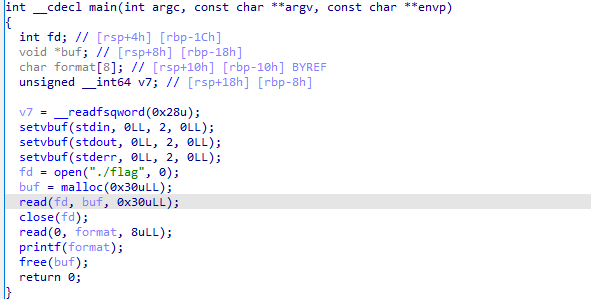 int __cdecl main(int argc, const char **argv, const char **envp)
{
  int fd; // [rsp+4h] [rbp-1Ch]
  void *buf; // [rsp+8h] [rbp-18h]
  char format[8]; // [rsp+10h] [rbp-10h] BYREF
  unsigned __int64 v7; // [rsp+18h] [rbp-8h]

  v7 = __readfsqword(0x28u);
  setvbuf(stdin, 0LL, 2, 0LL);
  setvbuf(stdout, 0LL, 2, 0LL);
  setvbuf(stderr, 0LL, 2, 0LL);
  fd = open("./flag", 0);
  buf = malloc(0x30uLL);
  read(fd, buf, 0x30uLL);
  close(fd);
  read(0, format, 8uLL);
  printf(format);
  free(buf);
  return 0;
}